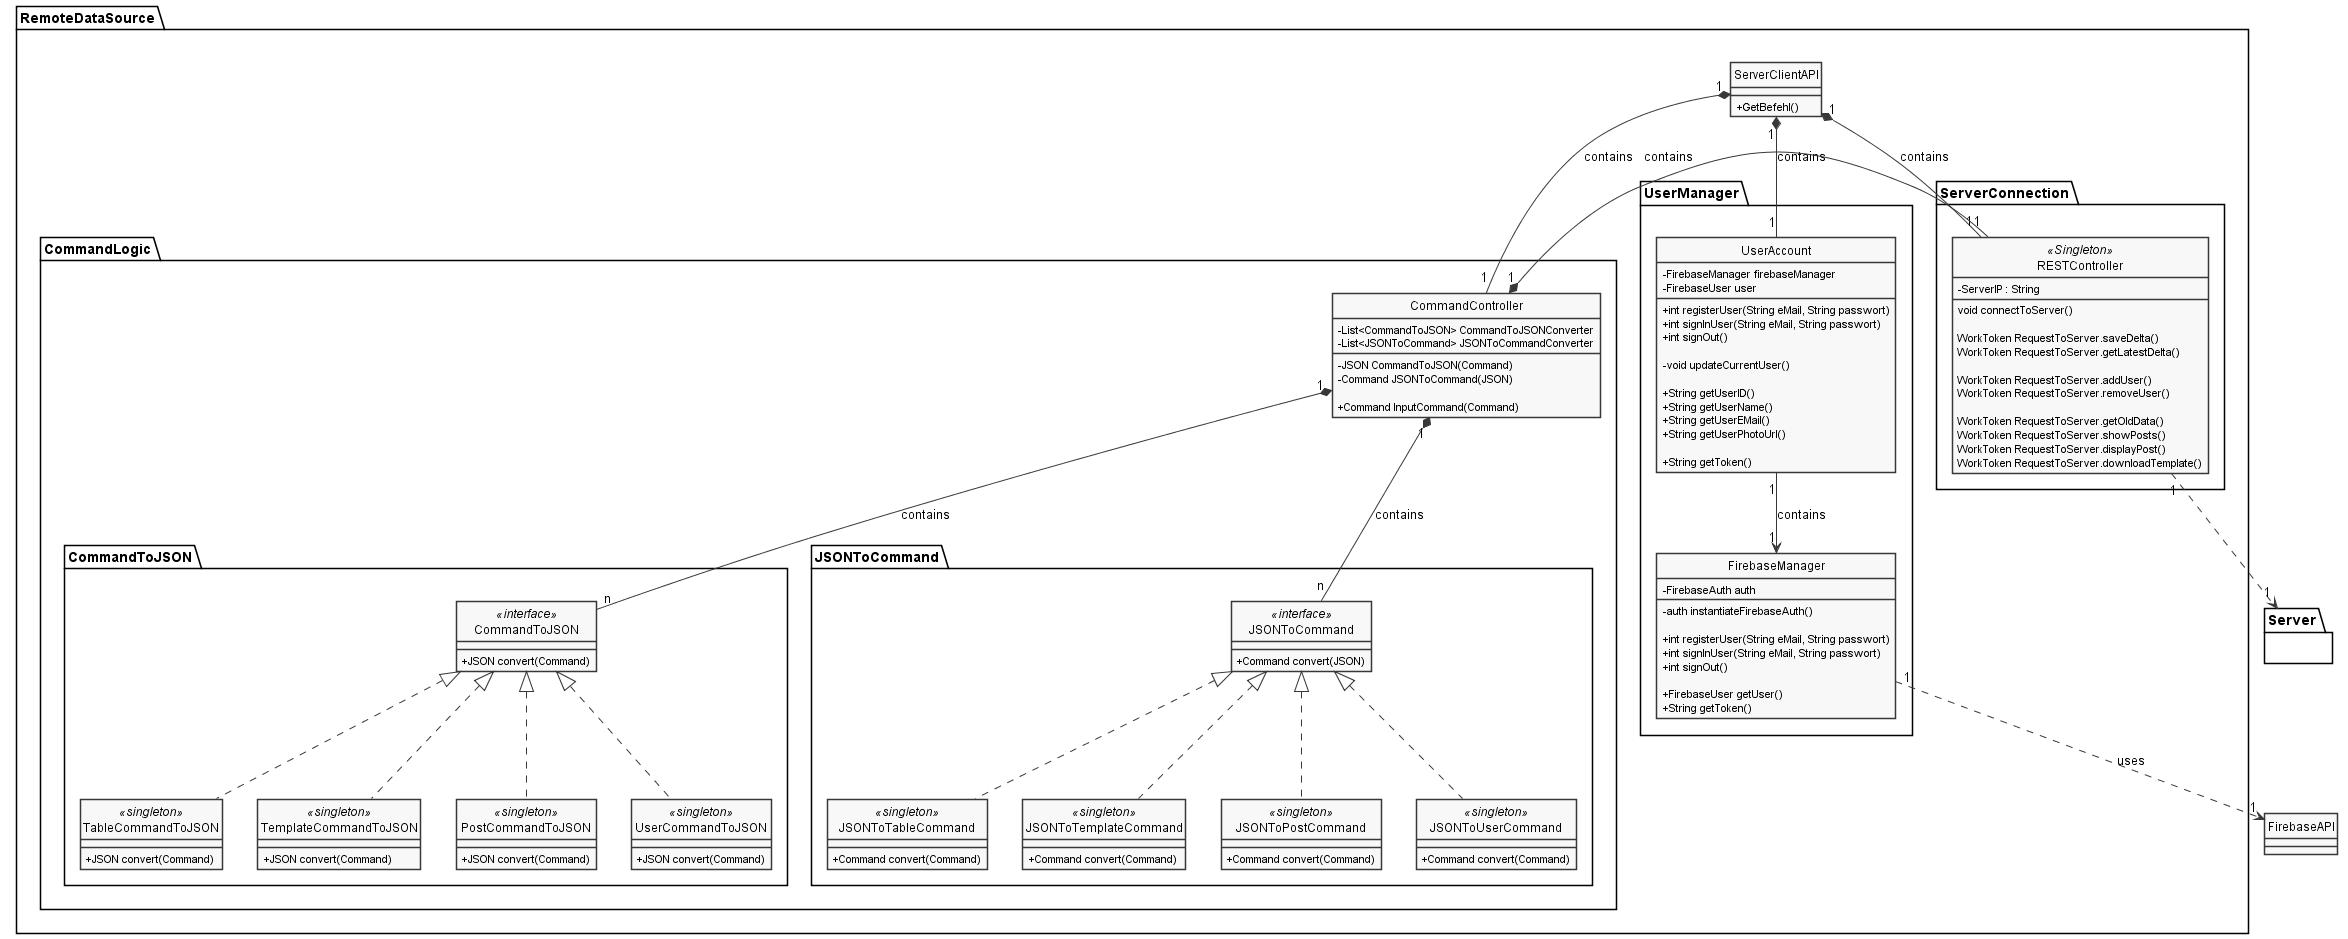 RemoteDataSource
ServerClientAPI
+GetBefehl()
1
1
1
contains
contains
contains
contains
UserManager
ServerConnection
1
1
1
CommandLogic
UserAccount
-FirebaseManager firebaseManager
-FirebaseUser user
+int registerUser(String eMail, String passwort)
+int signInUser(String eMail, String passwort)
+int signOut()
-void updateCurrentUser()
+String getUserID()
+String getUserName()
+String getUserEMail()
+String getUserPhotoUrl()
+String getToken()
«Singleton»
RESTController
-ServerIP : String
void connectToServer()
WorkToken RequestToServer.saveDelta()
WorkToken RequestToServer.getLatestDelta()
WorkToken RequestToServer.addUser()
WorkToken RequestToServer.removeUser()
WorkToken RequestToServer.getOldData()
WorkToken RequestToServer.showPosts()
WorkToken RequestToServer.displayPost()
WorkToken RequestToServer.downloadTemplate()
1
1
CommandController
-List<CommandToJSON> CommandToJSONConverter
-List<JSONToCommand> JSONToCommandConverter
-JSON CommandToJSON(Command)
-Command JSONToCommand(JSON)
+Command InputCommand(Command)
1
1
1
1
contains
contains
contains
1
1
CommandToJSON
JSONToCommand
n
n
«interface»
CommandToJSON
+JSON convert(Command)
«interface»
JSONToCommand
+Command convert(JSON)
FirebaseManager
-FirebaseAuth auth
-auth instantiateFirebaseAuth()
+int registerUser(String eMail, String passwort)
+int signInUser(String eMail, String passwort)
+int signOut()
+FirebaseUser getUser()
+String getToken()
Server
1
uses
1
FirebaseAPI
«singleton»
TableCommandToJSON
+JSON convert(Command)
«singleton»
TemplateCommandToJSON
+JSON convert(Command)
«singleton»
PostCommandToJSON
+JSON convert(Command)
«singleton»
UserCommandToJSON
+JSON convert(Command)
«singleton»
JSONToTableCommand
+Command convert(Command)
«singleton»
JSONToTemplateCommand
+Command convert(Command)
«singleton»
JSONToPostCommand
+Command convert(Command)
«singleton»
JSONToUserCommand
+Command convert(Command)